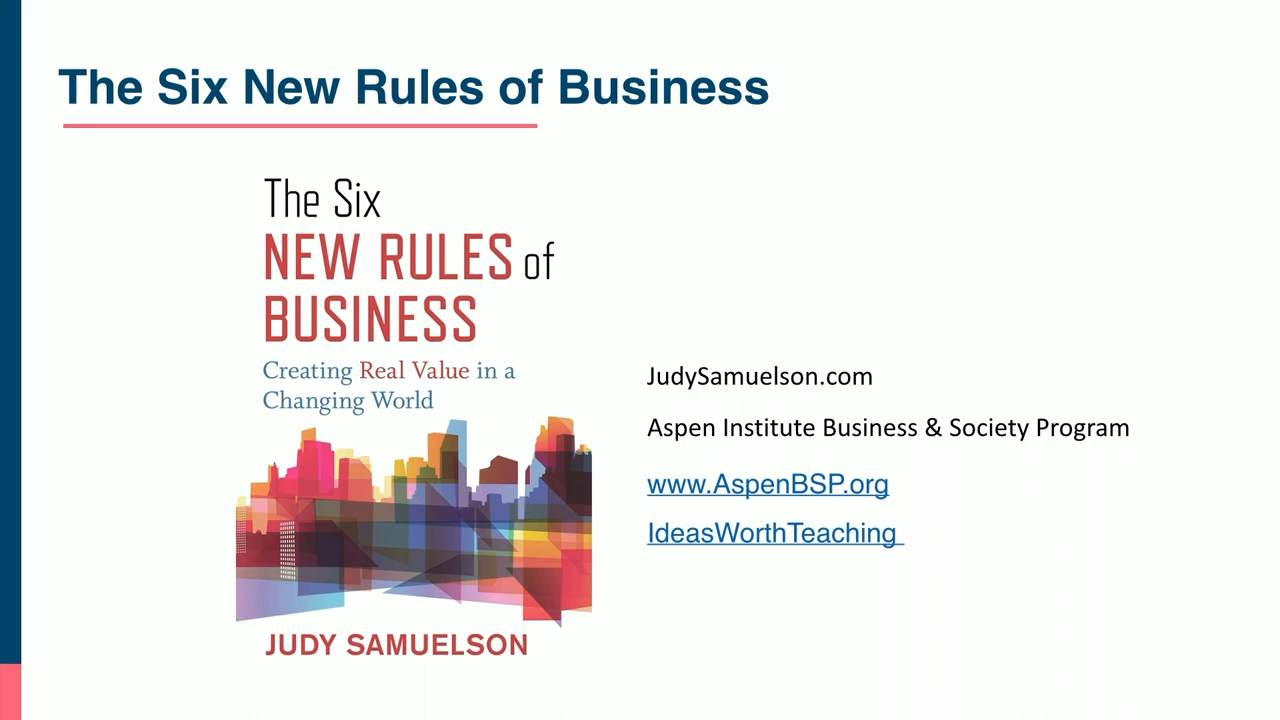 The Six New Rules of Business
The Six
NEW RULES of
BUSINESS
Creating Real Value in a
Changing World
JUDY SAMUELSON
JudySamuelson.com
Aspen Institute Business & Society Program
www.AspenBSP.org
IdeasWorthTeaching